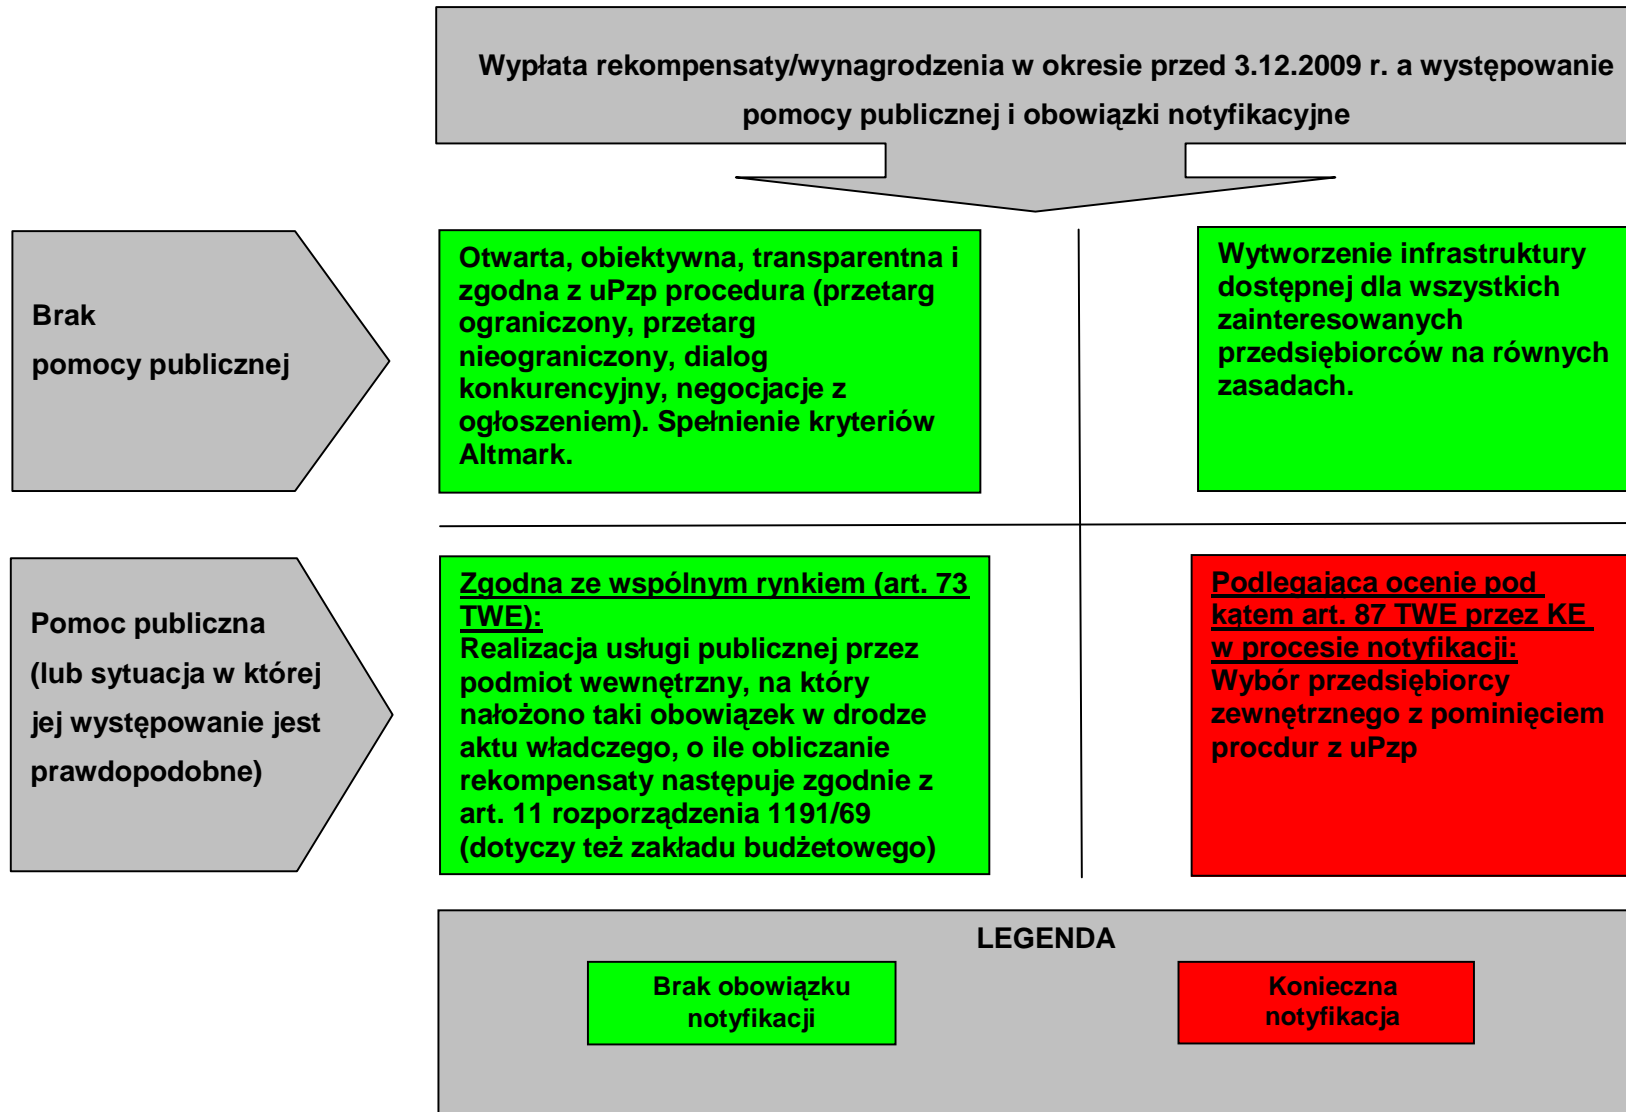 Wypłata rekompensaty/wynagrodzenia w okresie przed 3.12.2009 r. a występowanie
pomocy publicznej i obowiązki notyfikacyjne
Brak
pomocy publicznej
Otwarta, obiektywna, transparentna i
zgodna z uPzp procedura (przetarg
ograniczony, przetarg
nieograniczony, dialog
konkurencyjny, negocjacje z
ogłoszeniem). Spełnienie kryteriów
Altmark.
Wytworzenie infrastruktury
dostępnej dla wszystkich
zainteresowanych
przedsiębiorców na równych
zasadach.
Pomoc publiczna
(lub sytuacja w której
jej występowanie jest
prawdopodobne)
Zgodna ze wspólnym rynkiem (art. 73
TWE):
Realizacja usługi publicznej przez
podmiot wewnętrzny, na który
nałożono taki obowiązek w drodze
aktu władczego, o ile obliczanie
rekompensaty następuje zgodnie z
art. 11 rozporządzenia 1191/69
(dotyczy też zakładu budżetowego)
Podlegająca ocenie pod
kątem art. 87 TWE przez KE
w procesie notyfikacji:
Wybór przedsiębiorcy
zewnętrznego z pominięciem
procdur z uPzp
LEGENDA
Brak obowiązku
notyfikacji
Konieczna
notyfikacja